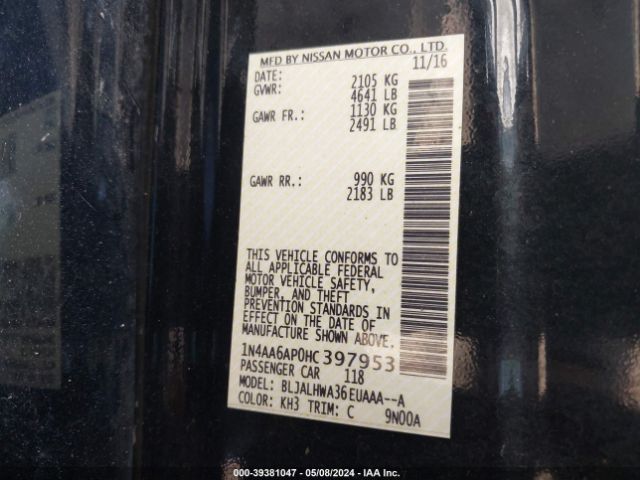 MFD BY NISSAN MOTOR CO., LTD.
DATE: 11/16
GVWR: 2105 KG
4641 LB
GAWR FR.: 1130 KG
2491 LB
GAWR RR.: 990 KG
2183 LB
THIS VEHICLE CONFORMS TO
ALL APPLICABLE FEDERAL
MOTOR VEHICLE SAFETY,
BUMPER, AND THEFT
PREVENTION STANDARDS IN
EFFECT ON THE DATE OF
MANUFACTURE SHOWN ABOVE.
1N4AA6AP0HC 397953
PASSENGER CAR 118
MODEL: BLJALHWA36EUAAA--A
COLOR: KH3 TRIM: C 9N00A
000-39381047 - 05/08/2024 - IAA Inc.